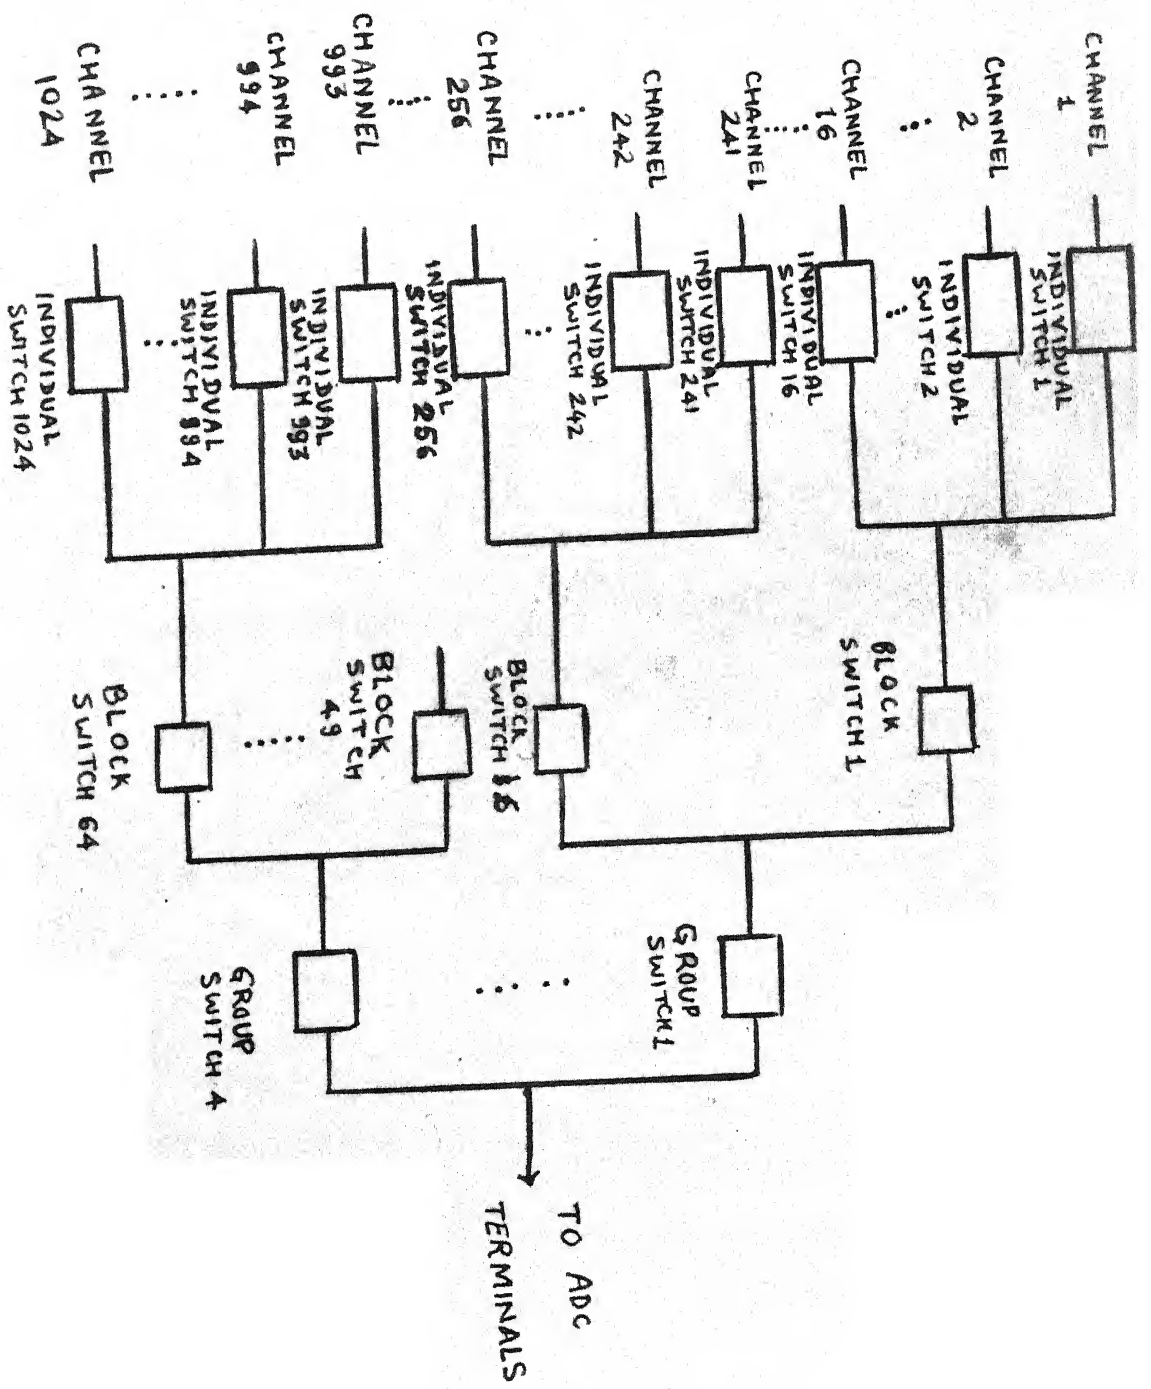 CHANNEL
1
CHANNEL
2
CHANNEL
16
CHANNEL
241
CHANNEL
242
CHANNEL
256
CHANNEL
993
CHANNEL
994
CHANNEL
1024
INDIVIDUAL
SWITCH 1
INDIVIDUAL
SWITCH 2
INDIVIDUAL
SWITCH 16
INDIVIDUAL
SWITCH 241
INDIVIDUAL
SWITCH 242
INDIVIDUAL
SWITCH 256
INDIVIDUAL
SWITCH 993
INDIVIDUAL
SWITCH 994
INDIVIDUAL
SWITCH 1024
BLOCK
SWITCH 1
BLOCK
SWITCH 16
BLOCK
SWITCH
49
BLOCK
SWITCH 64
GROUP
SWITCH 1
GROUP
SWITCH 4
TO ADC
TERMINALS